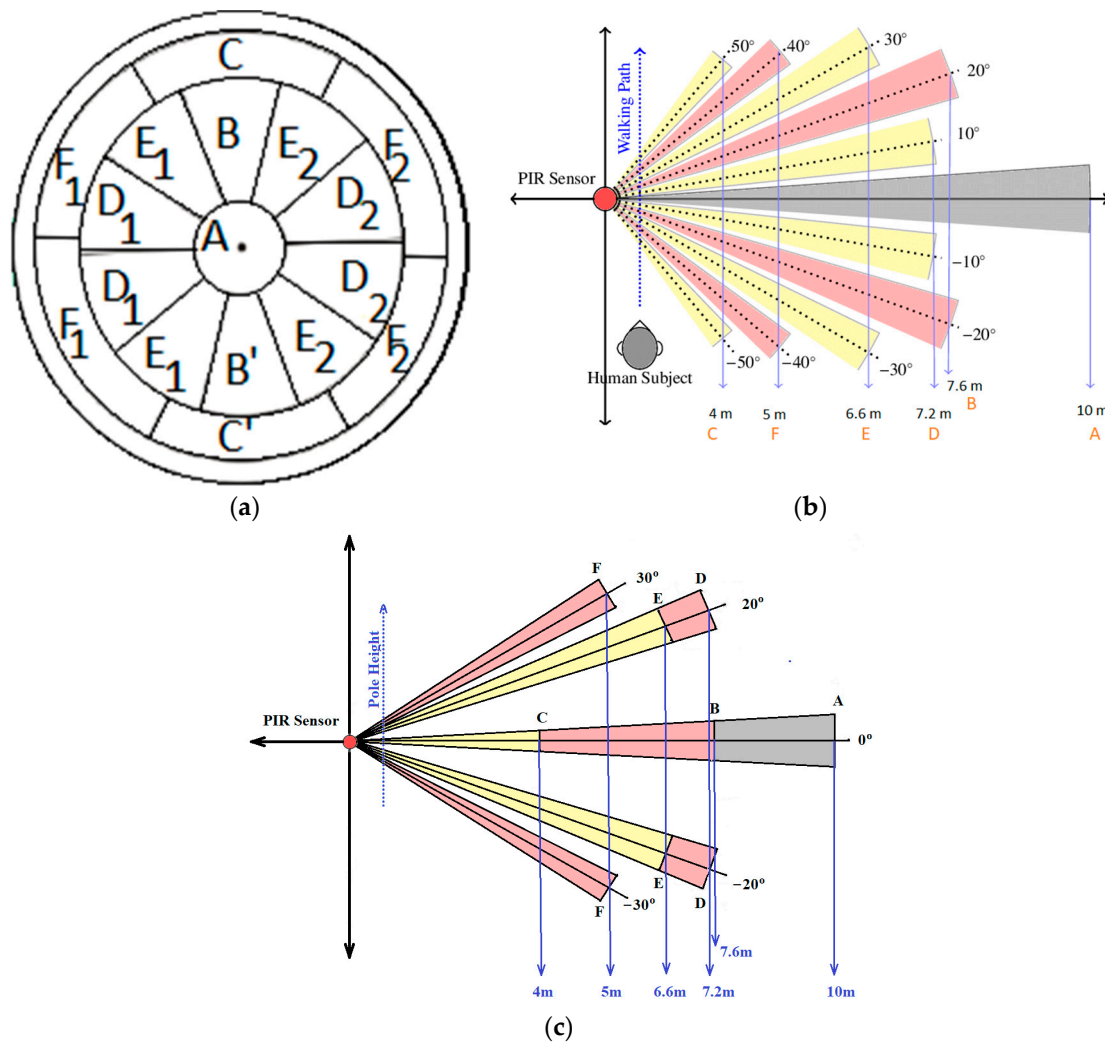 C
E1 B E2
F1 F2
D1 A D2
D1 D2
F1 F2
E1 B' E2
C'
(a)
50° 40° 30°
20°
10°
Walking Path
PIR Sensor
−10°
−20°
−50° −40° −30°
Human Subject
4 m 5 m 6.6 m 7.2 m 7.6 m 10 m
C F E D B A
(b)
F 30° E D
20°
Pole Height
A
PIR Sensor
C B A
0°
−20°
F −30° E D
7.6m
4m 5m 6.6m 7.2m 10m
(c)